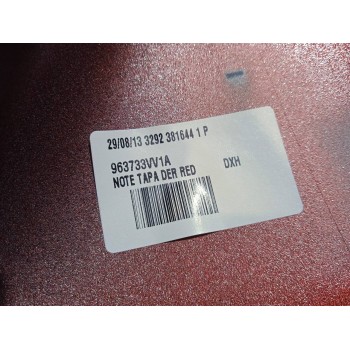 29/08/13 3292 381644 1 P
963733VV1A DXH
NOTE TAPA DER RED